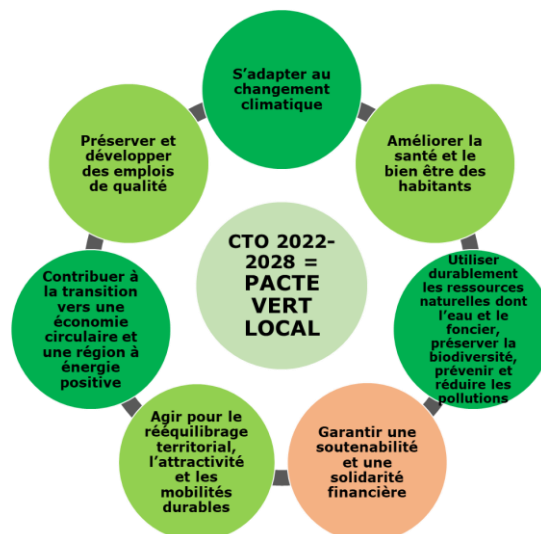 S’adapter au
changement
climatique
Améliorer la
santé et le
bien être des
habitants
Utiliser
durablement
les ressources
naturelles dont
l’eau et le
foncier,
préserver la
biodiversité,
prévenir et
réduire les
pollutions
Garantir une
soutenabilité
et une
solidarité
financière
Agir pour le
rééquilibrage
territorial,
l’attractivité
et les
mobilités
durables
Contribuer à
la transition
vers une
économie
circulaire et
une région à
énergie
positive
Préserver et
développer
des emplois
de qualité
CTO 2022-
2028 =
PACTE
VERT
LOCAL